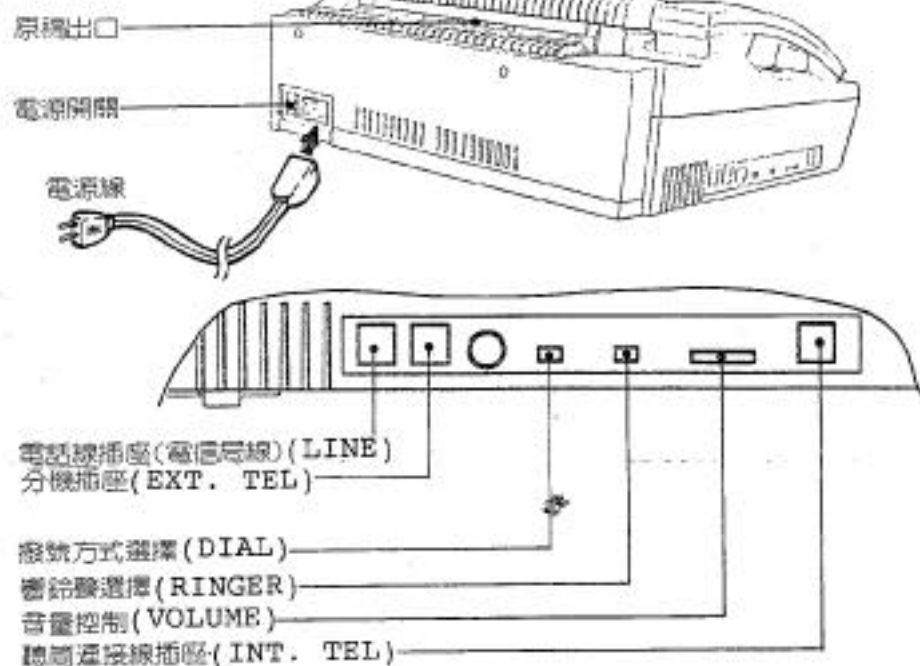 原稿出口
電源開關
電源線
電話線插座(電信局線)(LINE)
分機插座(EXT. TEL)
撥號方式選擇(DIAL)
響鈴聲選擇(RINGER)
音量控制(VOLUME)
聽筒連接線插座(INT. TEL)